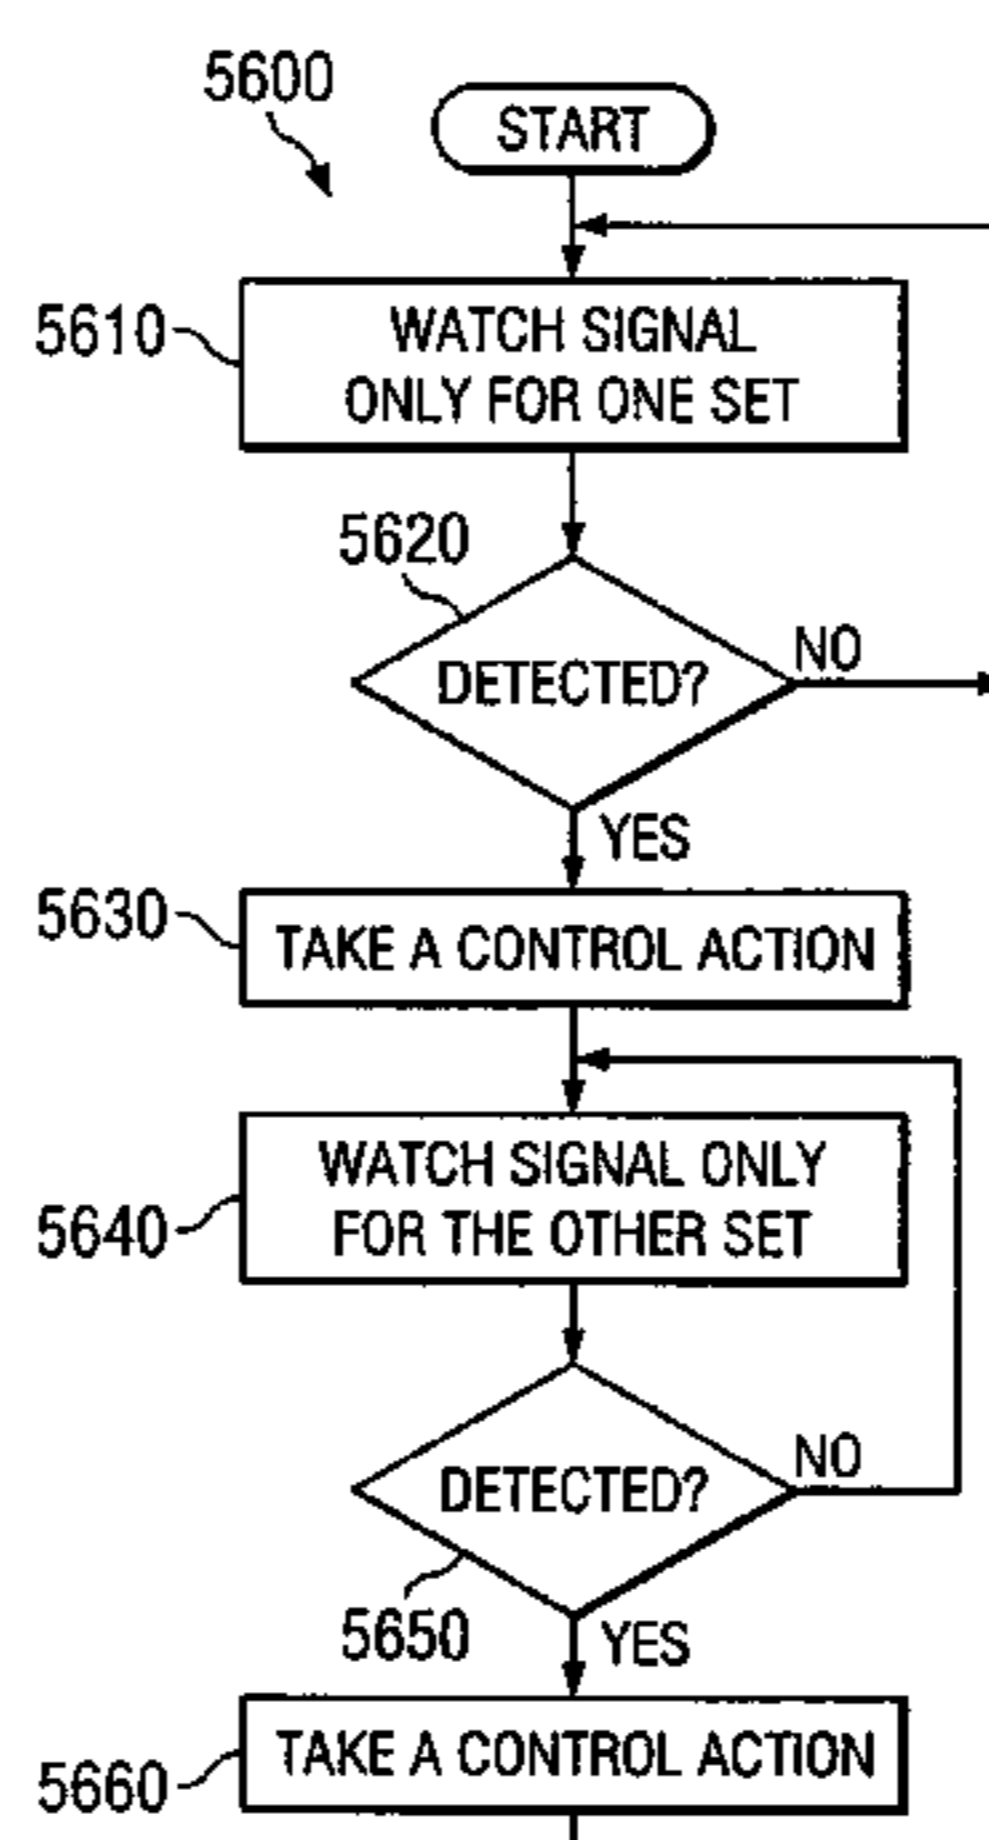 5600
START
5610
WATCH SIGNAL
ONLY FOR ONE SET
5620
DETECTED?
NO
YES
5630
TAKE A CONTROL ACTION
5640
WATCH SIGNAL ONLY
FOR THE OTHER SET
DETECTED?
NO
5650
YES
5660
TAKE A CONTROL ACTION